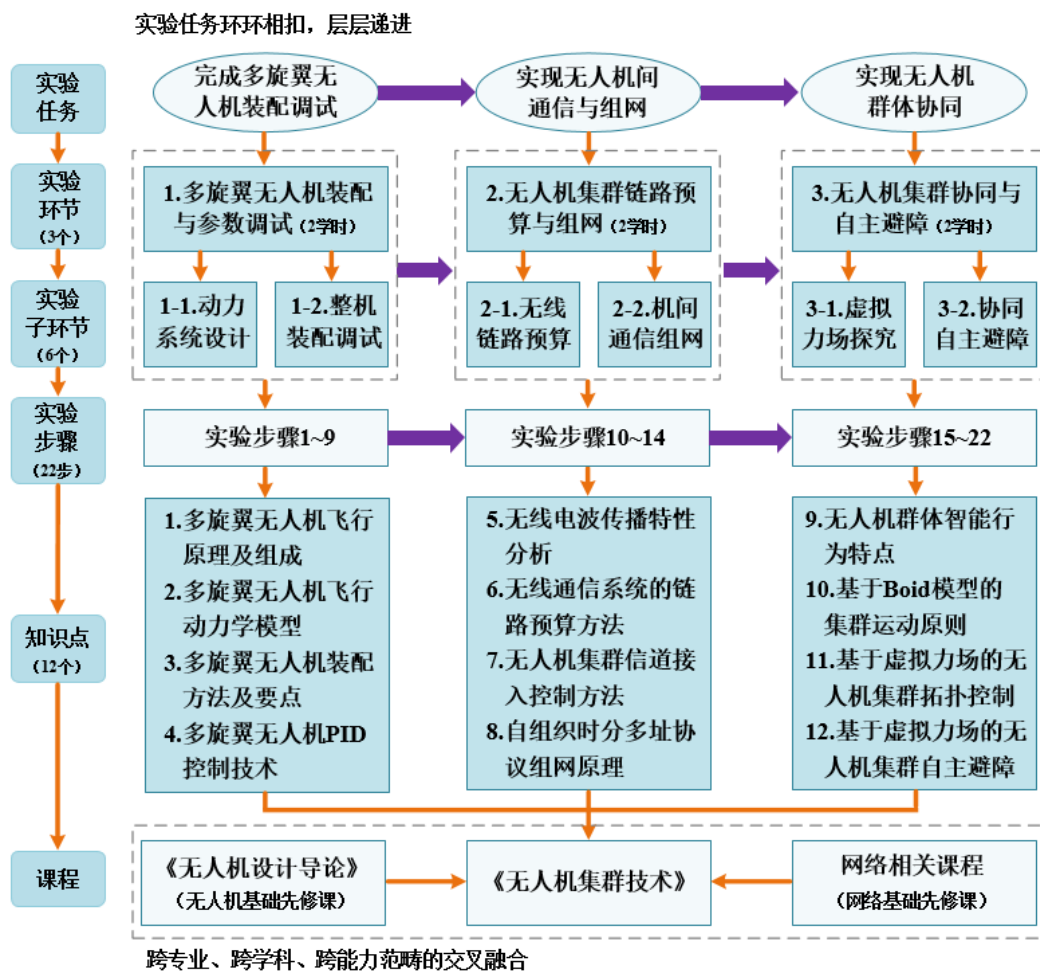 实验任务环环相扣，层层递进
实验
任务
完成多旋翼无
人机装配调试
实现无人机间
通信与组网
实现无人机
群体协同
实验
环节
(3个)
1.多旋翼无人机装配
与参数调试(2学时)
2.无人机集群链路预
算与组网(2学时)
3.无人机集群协同与
自主避障(2学时)
实验
子环节
(6个)
1-1.动力
系统设计
1-2.整机
装配调试
2-1.无线
链路预算
2-2.机间
通信组网
3-1.虚拟
力场探究
3-2.协同
自主避障
实验
步骤
(22步)
实验步骤1~9
实验步骤10~14
实验步骤15~22
知识点
(12个)
1.多旋翼无人机飞行
原理及组成
2.多旋翼无人机飞行
动力学模型
3.多旋翼无人机装配
方法及要点
4.多旋翼无人机PID
控制技术
5.无线电波传播特性
分析
6.无线通信系统的链
路预算方法
7.无人机集群信道接
入控制方法
8.自组织时分多址协
议组网原理
9.无人机群体智能行
为特点
10.基于Boid模型的
集群运动原则
11.基于虚拟力场的无
人机集群拓扑控制
12.基于虚拟力场的无
人机集群自主避障
课程
《无人机设计导论》
(无人机基础先修课)
《无人机集群技术》
网络相关课程
(网络基础先修课)
跨专业、跨学科、跨能力范畴的交叉融合